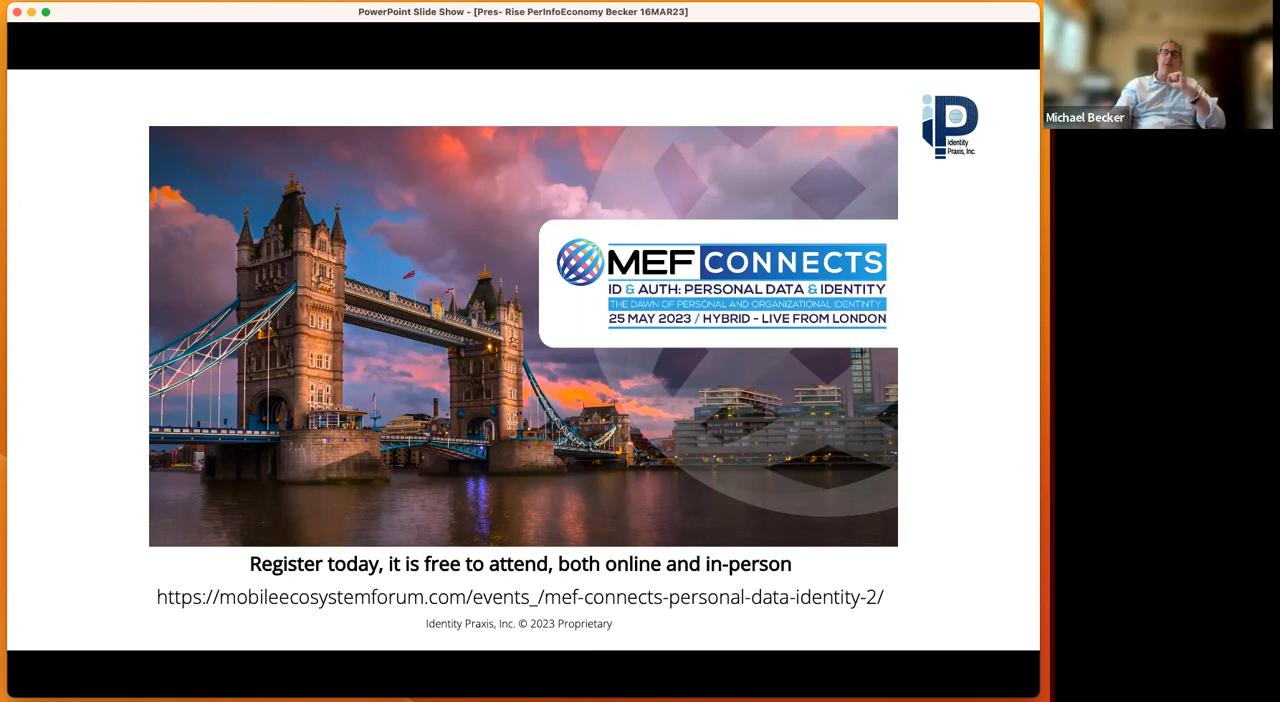 PowerPoint Slide Show - [Pres- Rise PerInfoEconomy Becker 16MAR23]
Michael Becker
iP
Identity
Praxis, Inc.
MEF CONNECTS
ID & AUTH: PERSONAL DATA & IDENTITY
THE DAWN OF PERSONAL AND ORGANIZATIONAL IDENTINTY
25 MAY 2023 / HYBRID - LIVE FROM LONDON
Register today, it is free to attend, both online and in-person
https://mobileecosystemforum.com/events_/mef-connects-personal-data-identity-2/
Identity Praxis, Inc. © 2023 Proprietary